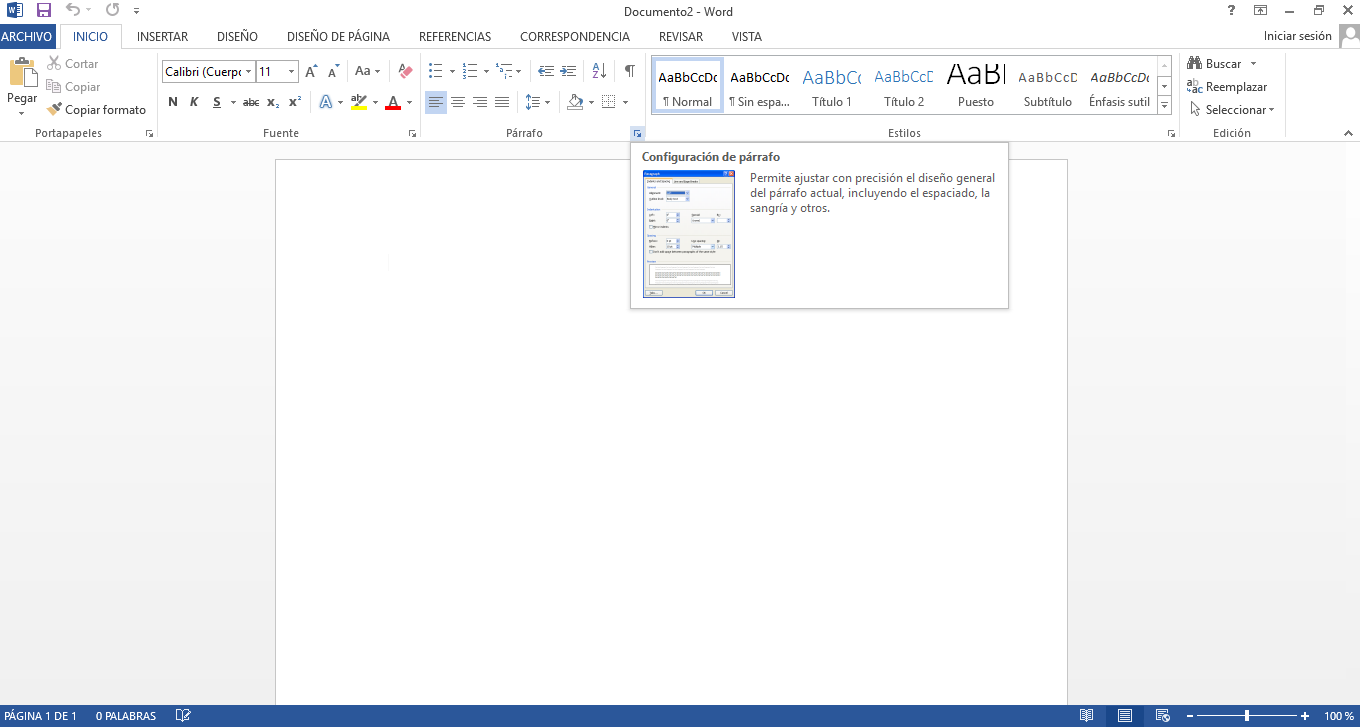 Documento2 - Word
ARCHIVO INICIO INSERTAR DISEÑO DISEÑO DE PÁGINA REFERENCIAS CORRESPONDENCIA REVISAR VISTA Iniciar sesión
Pegar
Cortar
Copiar
Copiar formato
Portapapeles
Calibri (Cuerpo 11 Aa
N K S abc x₂ x² A ab A
Fuente
Párrafo
AaBbCcDc AaBbCcDc AaBbCc AaBbCcD AaBl AaBbCcD AaBbCcDc
¶ Normal ¶ Sin espa... Título 1 Título 2 Puesto Subtítulo Énfasis sutil
Estilos
Buscar
Reemplazar
Seleccionar
Edición
Configuración de párrafo
Permite ajustar con precisión el diseño general
del párrafo actual, incluyendo el espaciado, la
sangría y otros.
PÁGINA 1 DE 1 0 PALABRAS 100 %